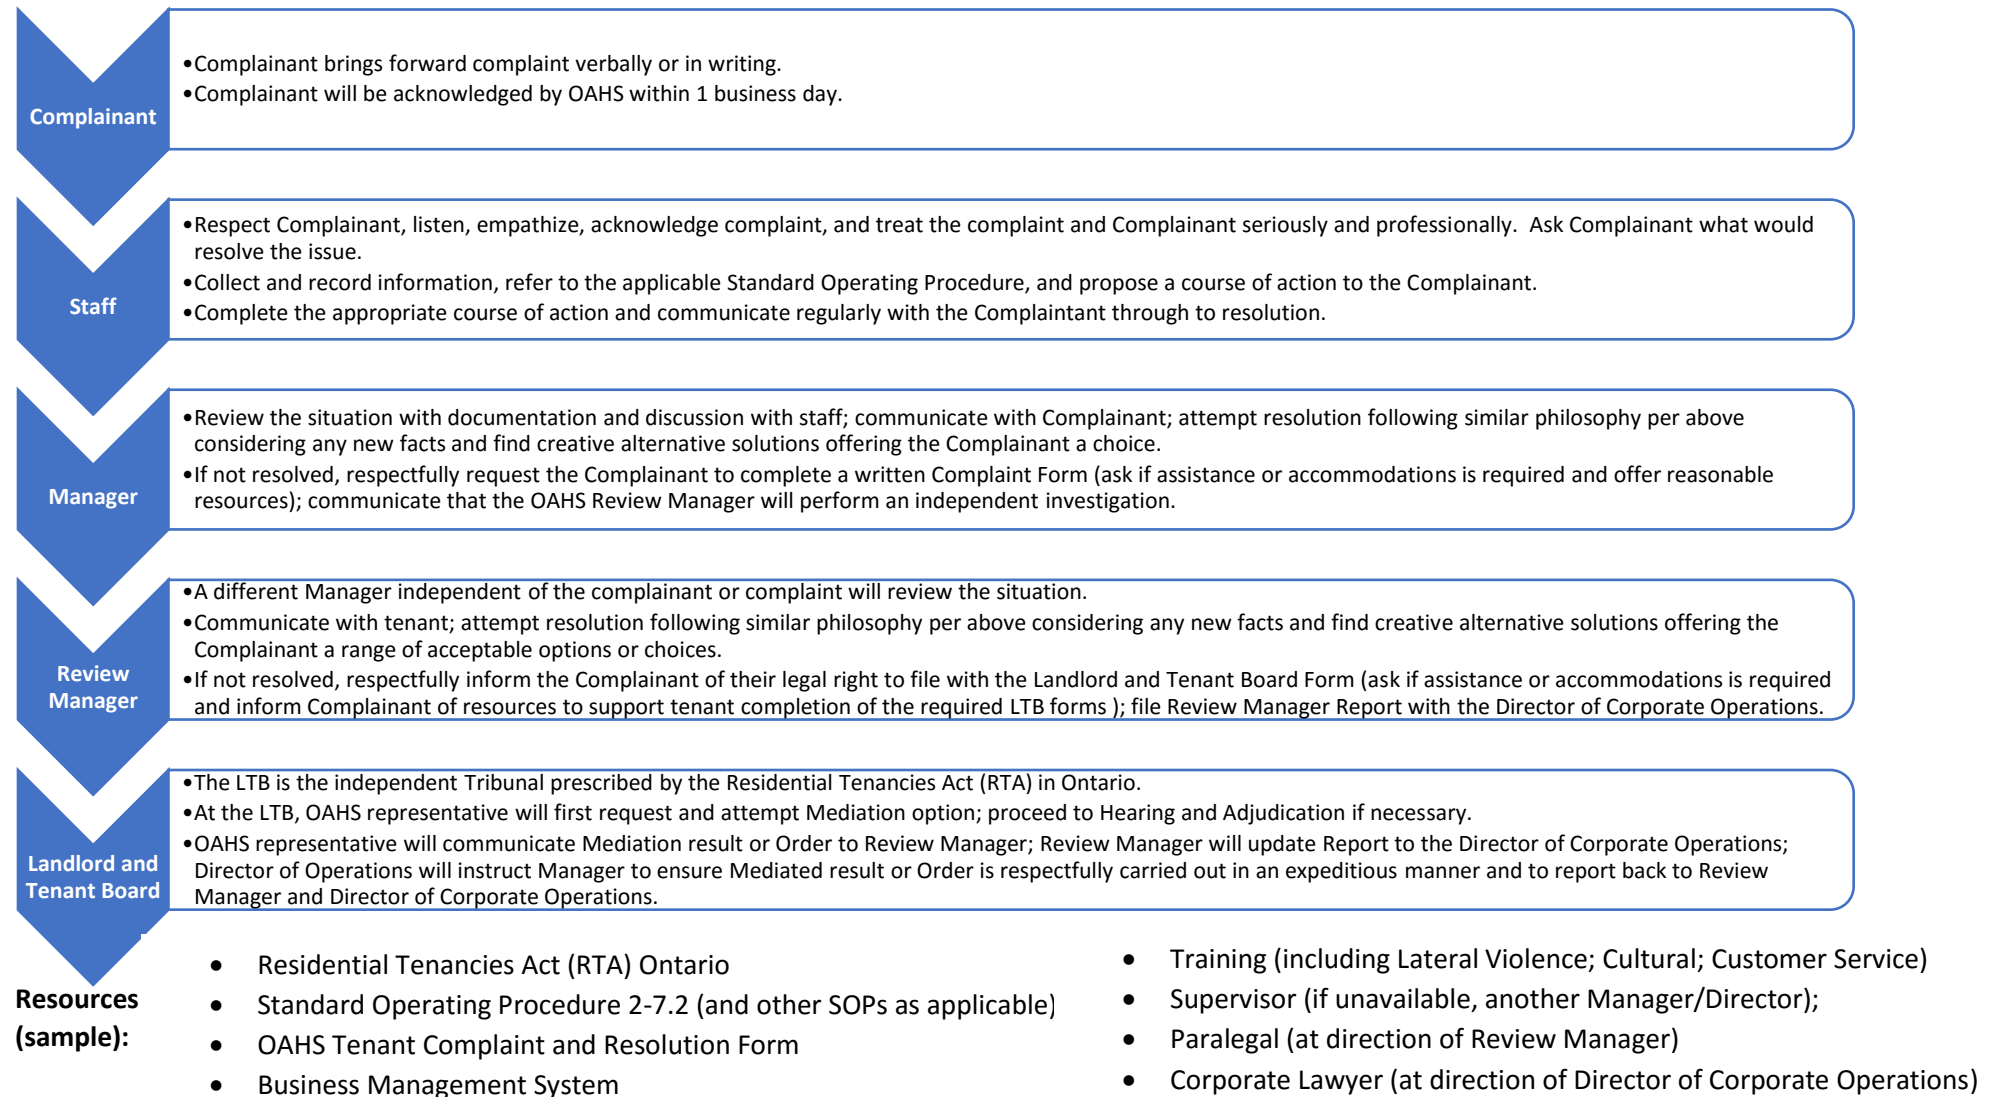 Complainant
•Complainant brings forward complaint verbally or in writing.
•Complainant will be acknowledged by OAHS within 1 business day.
Staff
•Respect Complainant, listen, empathize, acknowledge complaint, and treat the complaint and Complainant seriously and professionally.  Ask Complainant what would
resolve the issue.
•Collect and record information, refer to the applicable Standard Operating Procedure, and propose a course of action to the Complainant.
•Complete the appropriate course of action and communicate regularly with the Complaintant through to resolution.
Manager
•Review the situation with documentation and discussion with staff; communicate with Complainant; attempt resolution following similar philosophy per above
considering any new facts and find creative alternative solutions offering the Complainant a choice.
•If not resolved, respectfully request the Complainant to complete a written Complaint Form (ask if assistance or accommodations is required and offer reasonable
resources); communicate that the OAHS Review Manager will perform an independent investigation.
Review
Manager
•A different Manager independent of the complainant or complaint will review the situation.
•Communicate with tenant; attempt resolution following similar philosophy per above considering any new facts and find creative alternative solutions offering the
Complainant a range of acceptable options or choices.
•If not resolved, respectfully inform the Complainant of their legal right to file with the Landlord and Tenant Board Form (ask if assistance or accommodations is required
and inform Complainant of resources to support tenant completion of the required LTB forms ); file Review Manager Report with the Director of Corporate Operations.
Landlord and
Tenant Board
•The LTB is the independent Tribunal prescribed by the Residential Tenancies Act (RTA) in Ontario.
•At the LTB, OAHS representative will first request and attempt Mediation option; proceed to Hearing and Adjudication if necessary.
•OAHS representative will communicate Mediation result or Order to Review Manager; Review Manager will update Report to the Director of Corporate Operations;
Director of Operations will instruct Manager to ensure Mediated result or Order is respectfully carried out in an expeditious manner and to report back to Review
Manager and Director of Corporate Operations.
Resources
(sample):
• Residential Tenancies Act (RTA) Ontario
• Standard Operating Procedure 2-7.2 (and other SOPs as applicable)
• OAHS Tenant Complaint and Resolution Form
• Business Management System
• Training (including Lateral Violence; Cultural; Customer Service)
• Supervisor (if unavailable, another Manager/Director);
• Paralegal (at direction of Review Manager)
• Corporate Lawyer (at direction of Director of Corporate Operations)